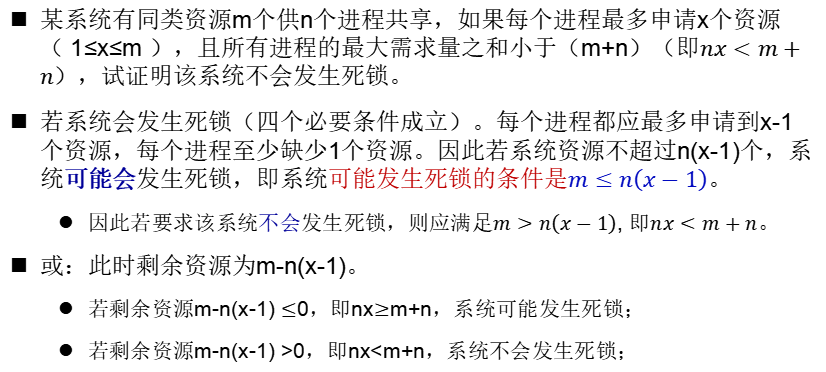 ■ 某系统有同类资源m个供n个进程共享，如果每个进程最多申请x个资源
（ 1≤x≤m ），且所有进程的最大需求量之和小于（m+n）（即nx < m +
n），试证明该系统不会发生死锁。
■ 若系统会发生死锁（四个必要条件成立）。每个进程都应最多申请到x-1
个资源，每个进程至少缺少1个资源。因此若系统资源不超过n(x-1)个，系
统可能会发生死锁，即系统可能发生死锁的条件是m ≤ n(x − 1)。
● 因此若要求该系统不会发生死锁，则应满足m > n(x − 1), 即nx < m + n。
■ 或：此时剩余资源为m-n(x-1)。
● 若剩余资源m-n(x-1) ≤0，即nx≥m+n，系统可能发生死锁；
● 若剩余资源m-n(x-1) >0，即nx<m+n，系统不会发生死锁；